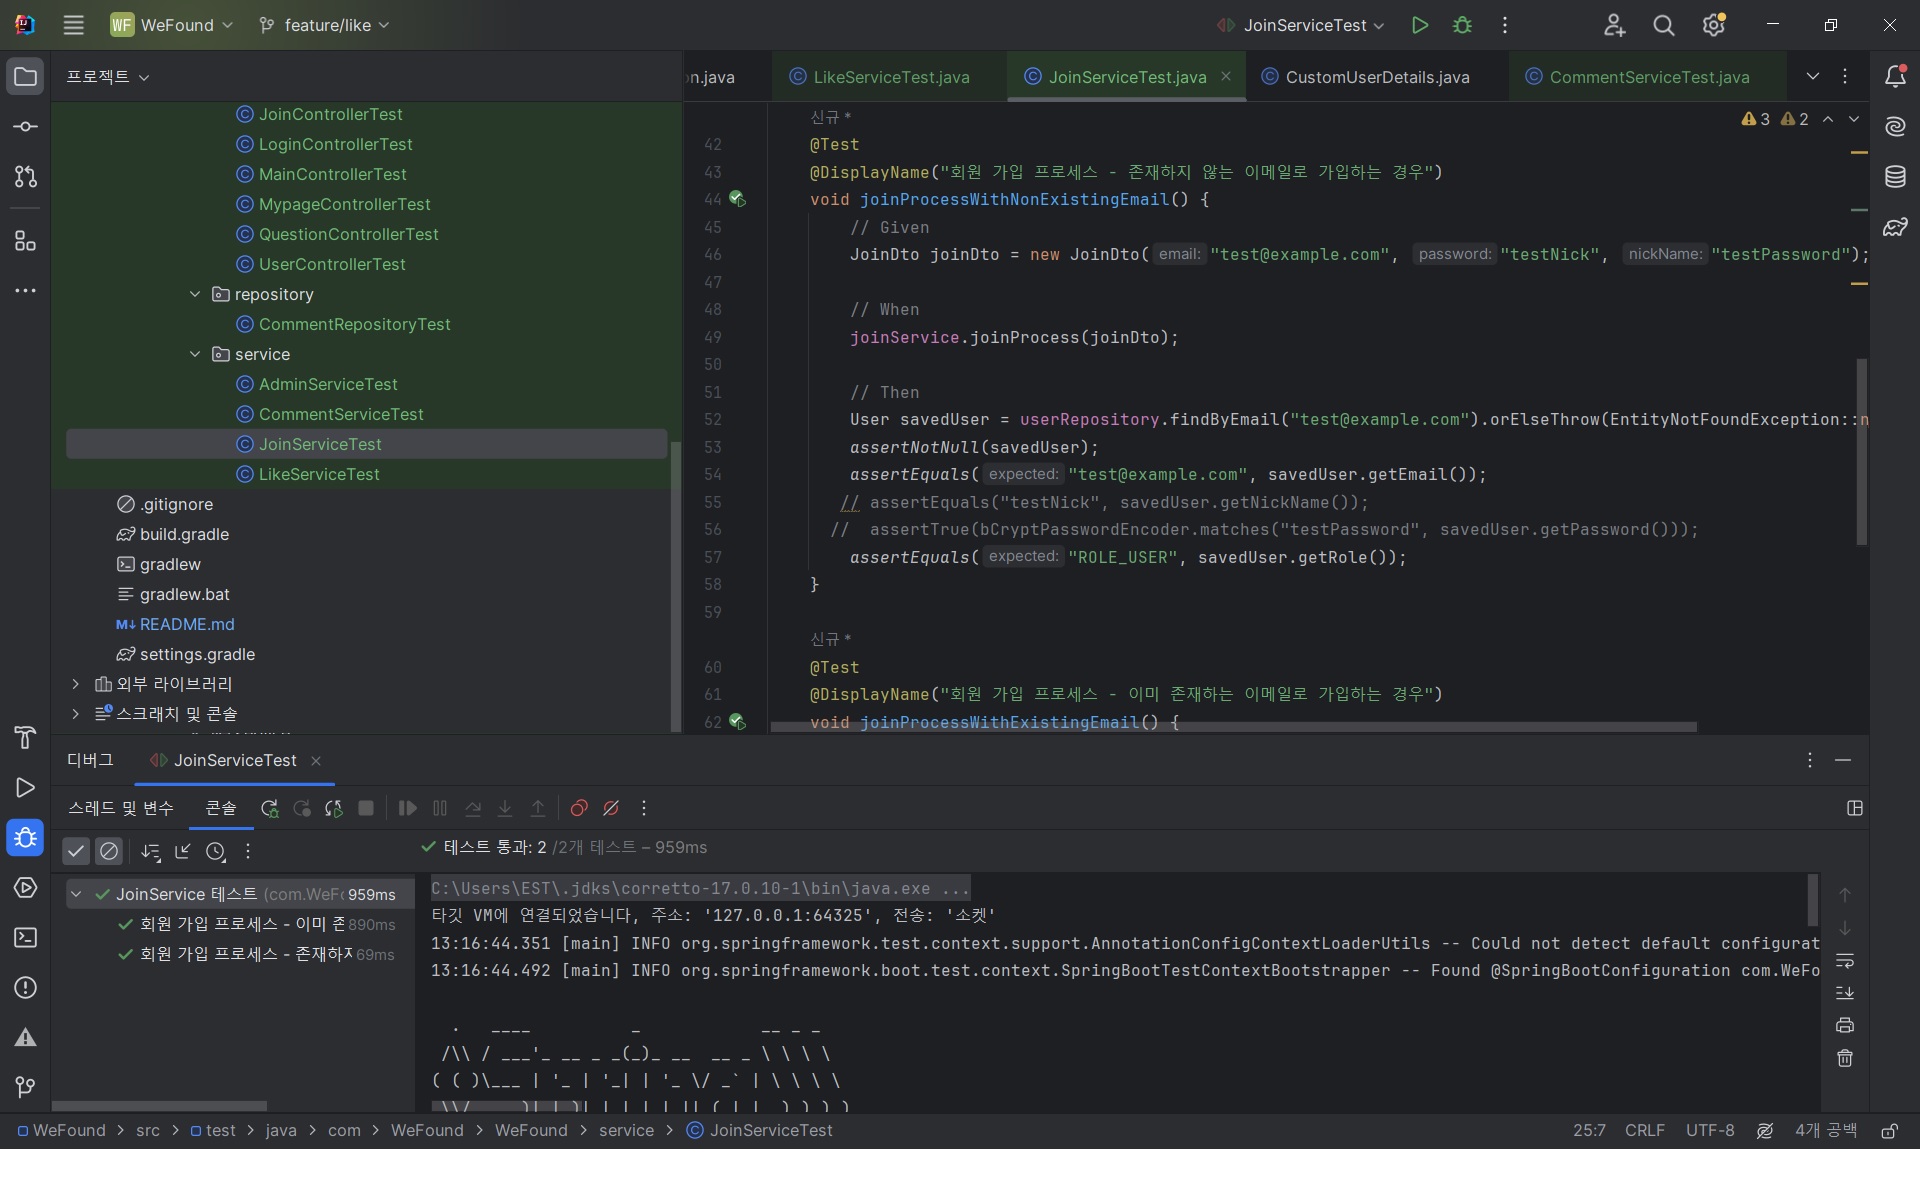 WF WeFound feature/like JoinServiceTest
프로젝트
n.java LikeServiceTest.java JoinServiceTest.java CustomUserDetails.java CommentServiceTest.java
JoinControllerTest
LoginControllerTest
MainControllerTest
MypageControllerTest
QuestionControllerTest
UserControllerTest
repository
CommentRepositoryTest
service
AdminServiceTest
CommentServiceTest
JoinServiceTest
LikeServiceTest
.gitignore
build.gradle
gradlew
gradlew.bat
M↓ README.md
settings.gradle
외부 라이브러리
스크래치 및 콘솔
신규 *
3 2
42 @Test
43 @DisplayName("회원 가입 프로세스 - 존재하지 않는 이메일로 가입하는 경우")
44 void joinProcessWithNonExistingEmail() {
45 // Given
46 JoinDto joinDto = new JoinDto( email: "test@example.com", password: "testNick", nickName: "testPassword");
47
48 // When
49 joinService.joinProcess(joinDto);
50
51 // Then
52 User savedUser = userRepository.findByEmail("test@example.com").orElseThrow(EntityNotFoundException::n
53 assertNotNull(savedUser);
54 assertEquals( expected: "test@example.com", savedUser.getEmail());
55 // assertEquals("testNick", savedUser.getNickName());
56 // assertTrue(bCryptPasswordEncoder.matches("testPassword", savedUser.getPassword()));
57 assertEquals( expected: "ROLE_USER", savedUser.getRole());
58 }
59
신규 *
60 @Test
61 @DisplayName("회원 가입 프로세스 - 이미 존재하는 이메일로 가입하는 경우")
62 void joinProcessWithExistingEmail() {
디버그 JoinServiceTest
스레드 및 변수 콘솔
테스트 통과: 2 /2개 테스트 – 959ms
JoinService 테스트 (com.WeFo 959ms
회원 가입 프로세스 - 이미 존 890ms
회원 가입 프로세스 - 존재하지 69ms
C:\Users\EST\.jdks\corretto-17.0.10-1\bin\java.exe ...
타깃 VM에 연결되었습니다, 주소: '127.0.0.1:64325', 전송: '소켓'
13:16:44.351 [main] INFO org.springframework.test.context.support.AnnotationConfigContextLoaderUtils -- Could not detect default configurat
13:16:44.492 [main] INFO org.springframework.boot.test.context.SpringBootTestContextBootstrapper -- Found @SpringBootConfiguration com.WeFo
WeFound > src > test > java > com > WeFound > WeFound > service > JoinServiceTest
25:7 CRLF UTF-8 4개 공백